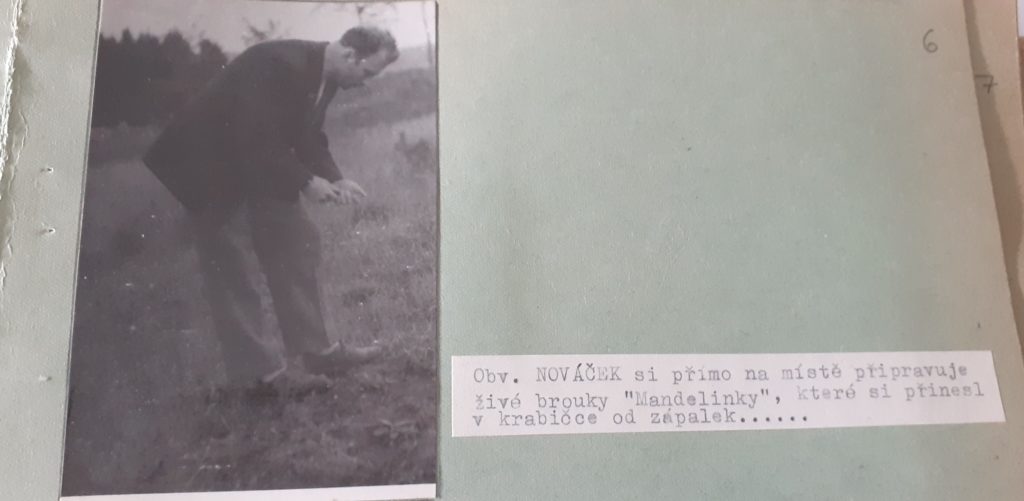 6
7
Obv. NOVÁČEK si přímo na místě připravuje
živé brouky "Mandelinky", které si přinesl
v krabičce od zápalek......